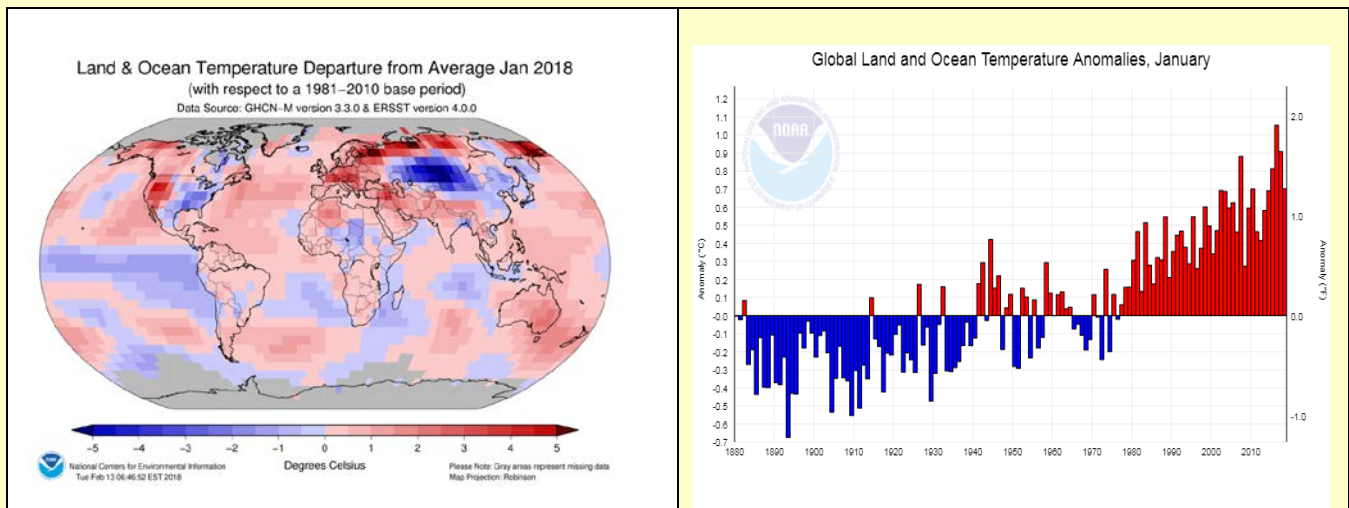 Land & Ocean Temperature Departure from Average Jan 2018
(with respect to a 1981–2010 base period)
Data Source: GHCN–M version 3.3.0 & ERSST version 4.0.0
-5 -4 -3 -2 -1 0 1 2 3 4 5
Degrees Celsius
National Centers for Environmental Information
Tue Feb 13 06:46:52 EST 2018
Please Note: Gray areas represent missing data
Map Projection: Robinson
Global Land and Ocean Temperature Anomalies, January
NOAA
Anomaly (°C)
1.2
1.1
1.0
0.9
0.8
0.7
0.6
0.5
0.4
0.3
0.2
0.1
-0.0
-0.1
-0.2
-0.3
-0.4
-0.5
-0.6
-0.7
1880 1890 1900 1910 1920 1930 1940 1950 1960 1970 1980 1990 2000 2010
2.0
1.0
0.0
-1.0
Anomaly (°F)